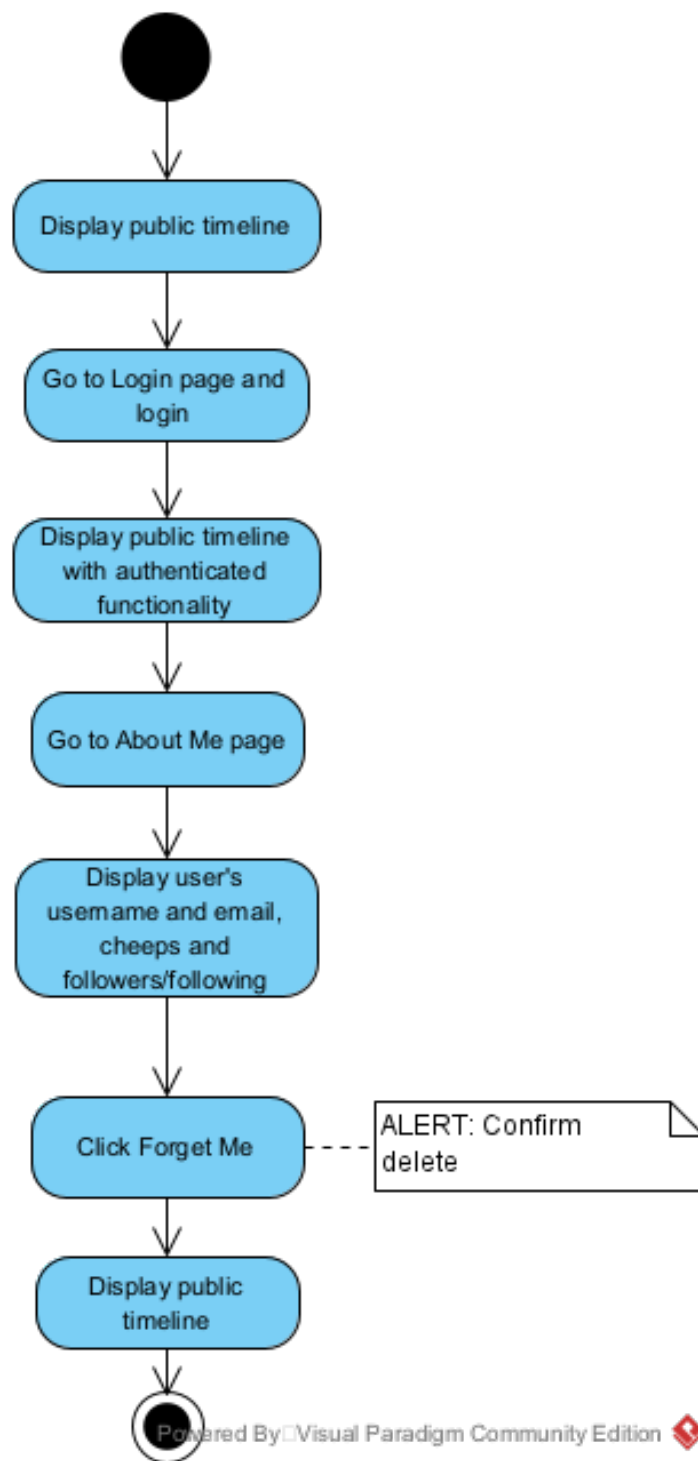 Display public timeline
Go to Login page and
login
Display public timeline
with authenticated
functionality
Go to About Me page
Display user's
username and email,
cheeps and
followers/following
Click Forget Me
ALERT: Confirm
delete
Display public
timeline
Powered By□Visual Paradigm Community Edition